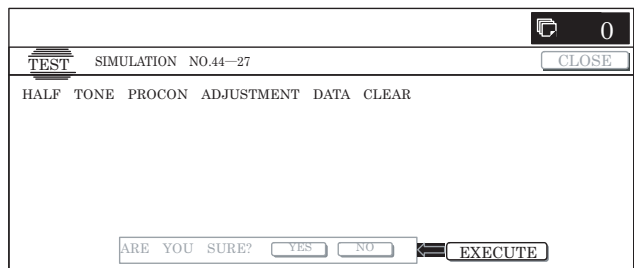 0
TEST SIMULATION NO.44—27 CLOSE
HALF TONE PROCON ADJUSTMENT DATA CLEAR
ARE YOU SURE? YES NO EXECUTE